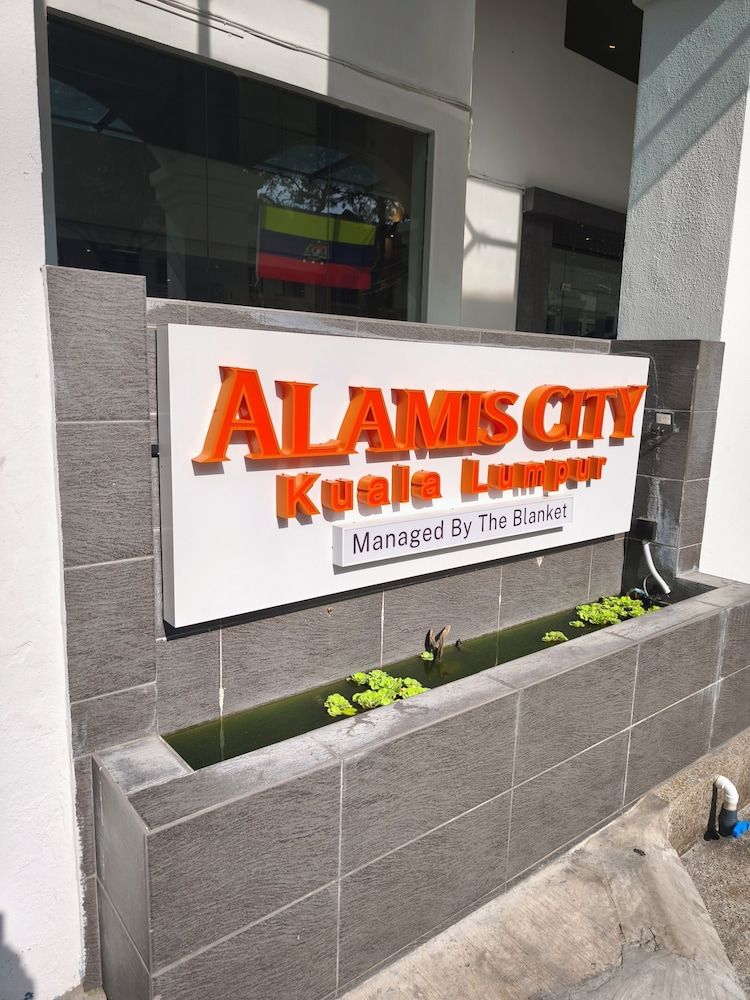 ALAMIS CITY
Kuala Lumpur
Managed By The Blanket